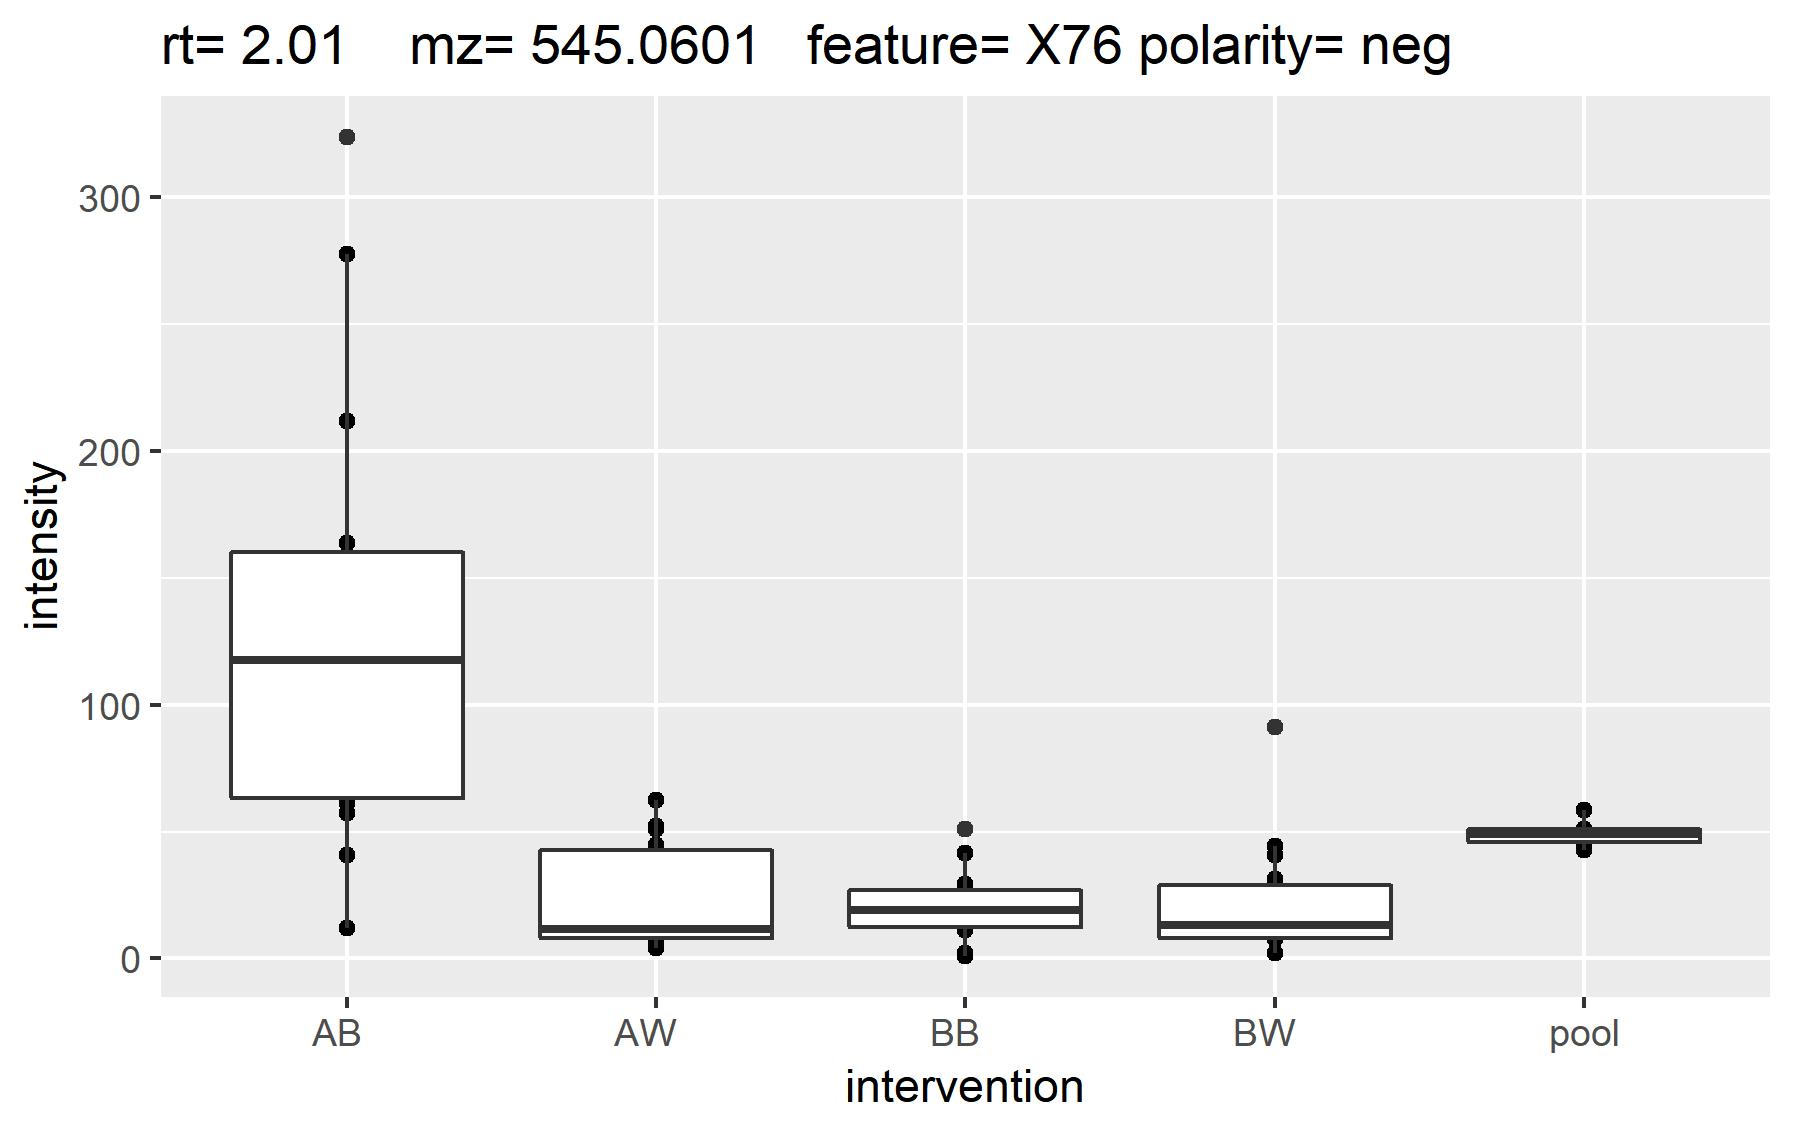 rt= 2.01    mz= 545.0601   feature= X76 polarity= neg
300
200
100
0
intensity
AB AW BB BW pool
intervention